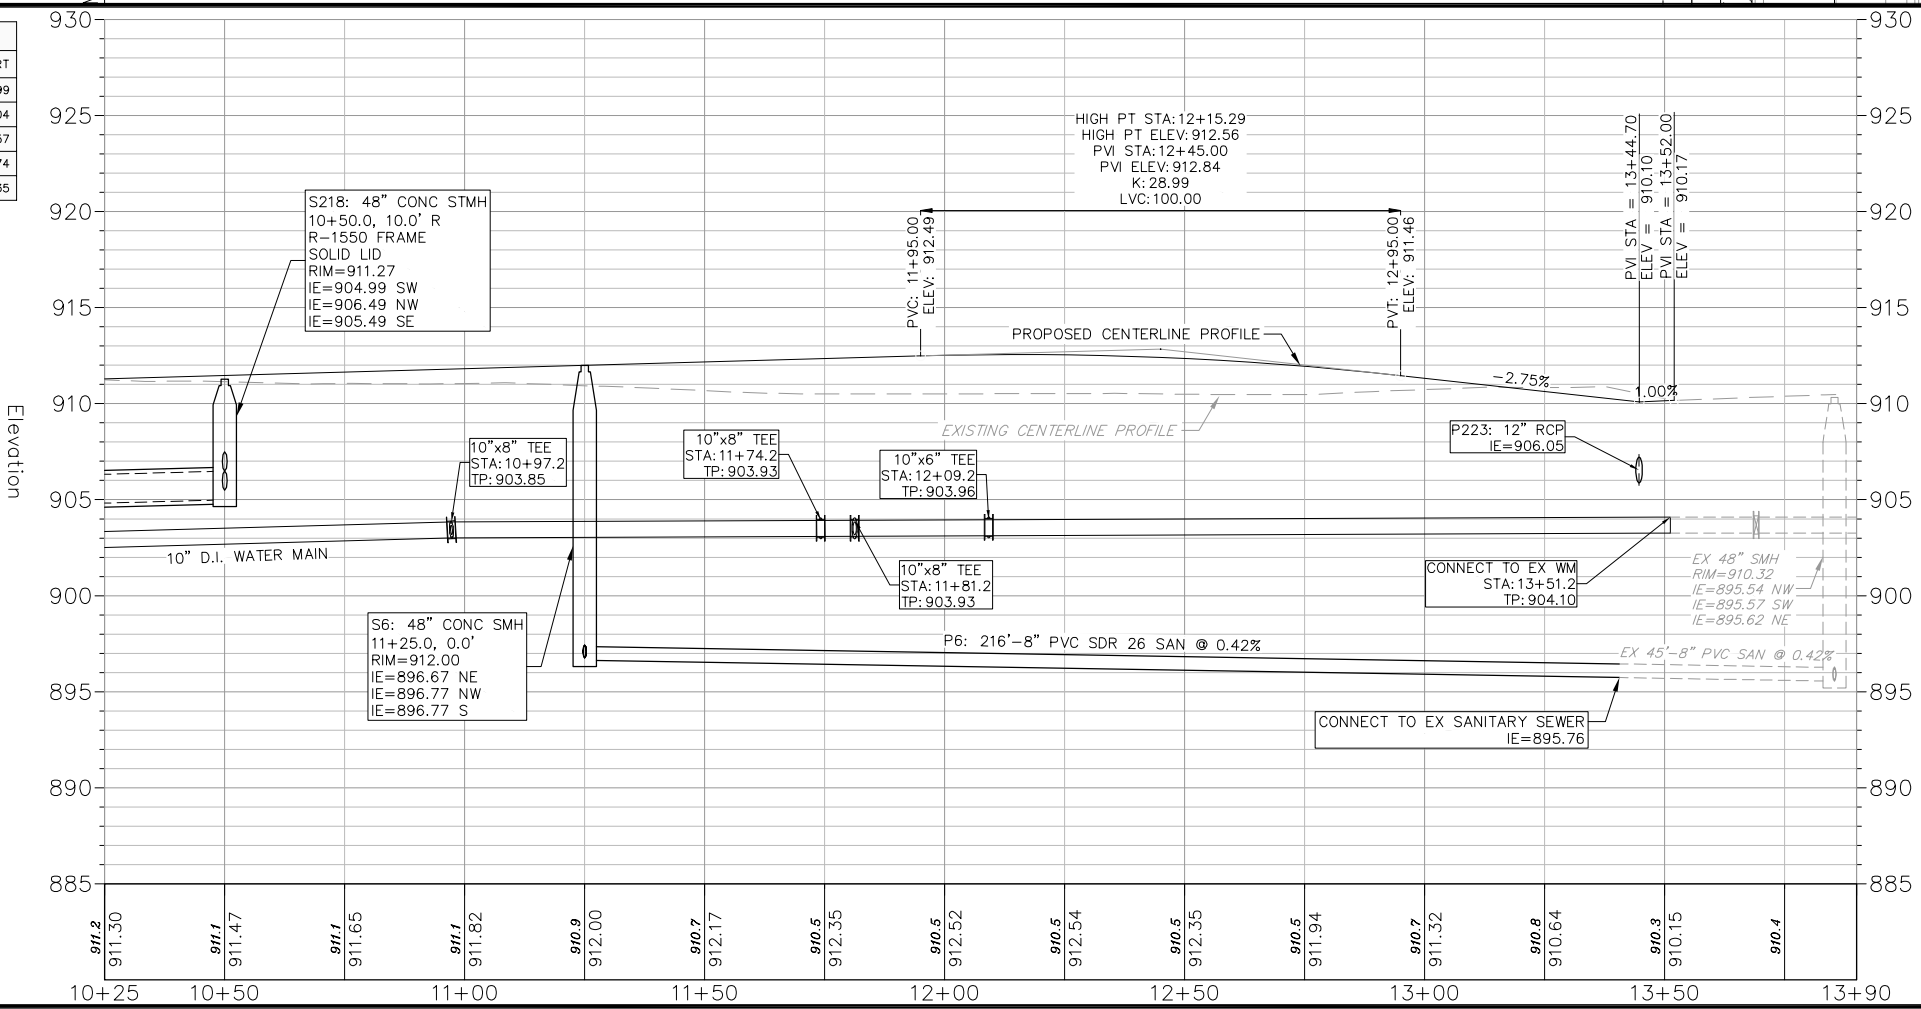 930
925
920
915
910
905
900
895
890
885
Elevation
930
925
920
915
910
905
900
895
890
885
S218: 48" CONC STMH
10+50.0, 10.0' R
R-1550 FRAME
SOLID LID
RIM=911.27
IE=904.99 SW
IE=906.49 NW
IE=905.49 SE
HIGH PT STA: 12+15.29
HIGH PT ELEV: 912.56
PVI STA: 12+45.00
PVI ELEV: 912.84
K: 28.99
LVC: 100.00
PVC: 11+95.00
ELEV: 912.49
PVT: 12+95.00
ELEV: 911.46
PVI STA = 13+44.70
ELEV = 910.10
PVI STA = 13+52.00
ELEV = 910.17
PROPOSED CENTERLINE PROFILE
-2.75%
1.00%
EXISTING CENTERLINE PROFILE
P223: 12" RCP
IE=906.05
10"x8" TEE
STA: 10+97.2
TP: 903.85
10"x8" TEE
STA: 11+74.2
TP: 903.93
10"x6" TEE
STA: 12+09.2
TP: 903.96
10" D.I. WATER MAIN
10"x8" TEE
STA: 11+81.2
TP: 903.93
CONNECT TO EX WM
STA: 13+51.2
TP: 904.10
EX 48" SMH
RIM=910.32
IE=895.54 NW
IE=895.57 SW
IE=895.62 NE
S6: 48" CONC SMH
11+25.0, 0.0'
RIM=912.00
IE=896.67 NE
IE=896.77 NW
IE=896.77 S
P6: 216'-8" PVC SDR 26 SAN @ 0.42%
EX 45'-8" PVC SAN @ 0.42%
CONNECT TO EX SANITARY SEWER
IE=895.76
911.2
911.30
911.1
911.47
911.1
911.65
911.1
911.82
910.9
912.00
910.7
912.17
910.5
912.35
910.5
912.52
910.5
912.54
910.5
912.35
910.5
911.94
910.7
911.32
910.8
910.64
910.3
910.15
910.4
10+25
10+50
11+00
11+50
12+00
12+50
13+00
13+50
13+90